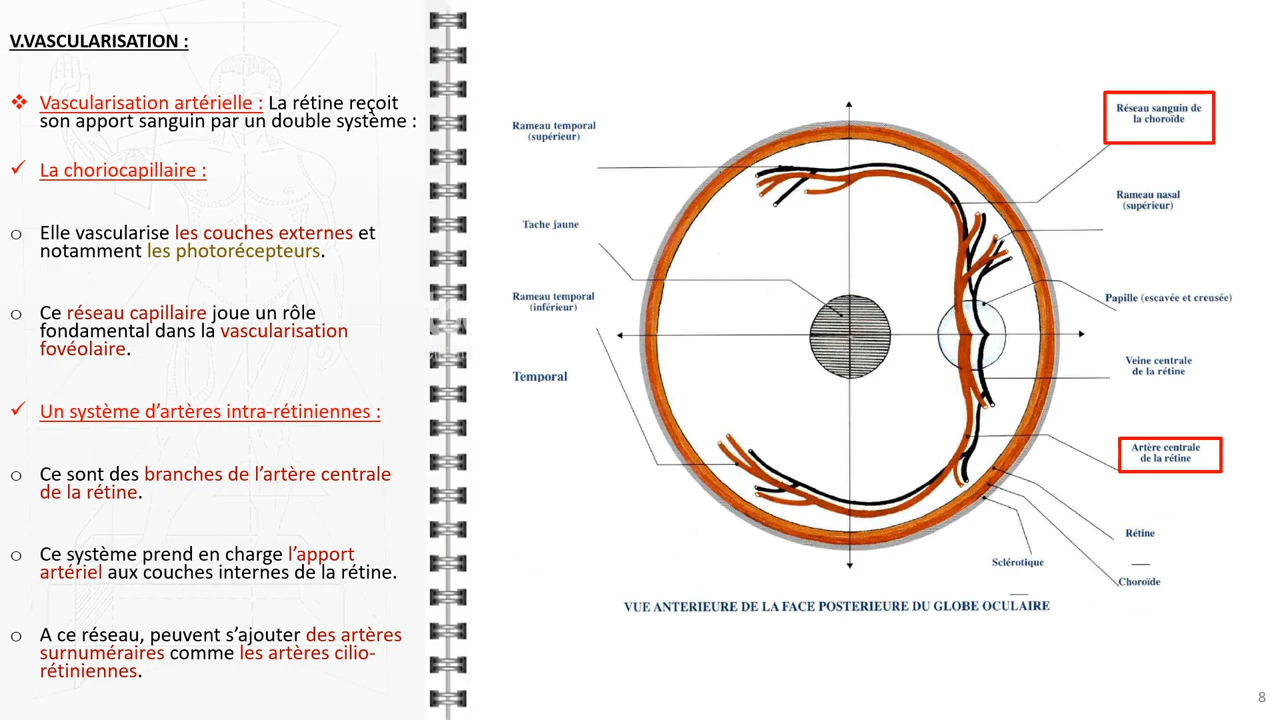 V.VASCULARISATION :
❖ Vascularisation artérielle : La rétine reçoit
son apport sanguin par un double système :
✓ La choriocapillaire :
o Elle vascularise les couches externes et
notamment les photorécepteurs.
o Ce réseau capillaire joue un rôle
fondamental dans la vascularisation
fovéolaire.
✓ Un système d’artères intra-rétiniennes :
o Ce sont des branches de l’artère centrale
de la rétine.
o Ce système prend en charge l’apport
artériel aux couches internes de la rétine.
o A ce réseau, peuvent s’ajouter des artères
surnuméraires comme les artères cilio-
rétiniennes.
Rameau temporal
(supérieur)
Tache jaune
Rameau temporal
(inférieur)
Temporal
Réseau sanguin de
la choroïde
Rameau nasal
(supérieur)
Papille (escavée et creusée)
Veine centrale
de la rétine
Artère centrale
de la rétine
Rétine
Sclérotique
Choroïde
VUE ANTERIEURE DE LA FACE POSTERIEURE DU GLOBE OCULAIRE
8